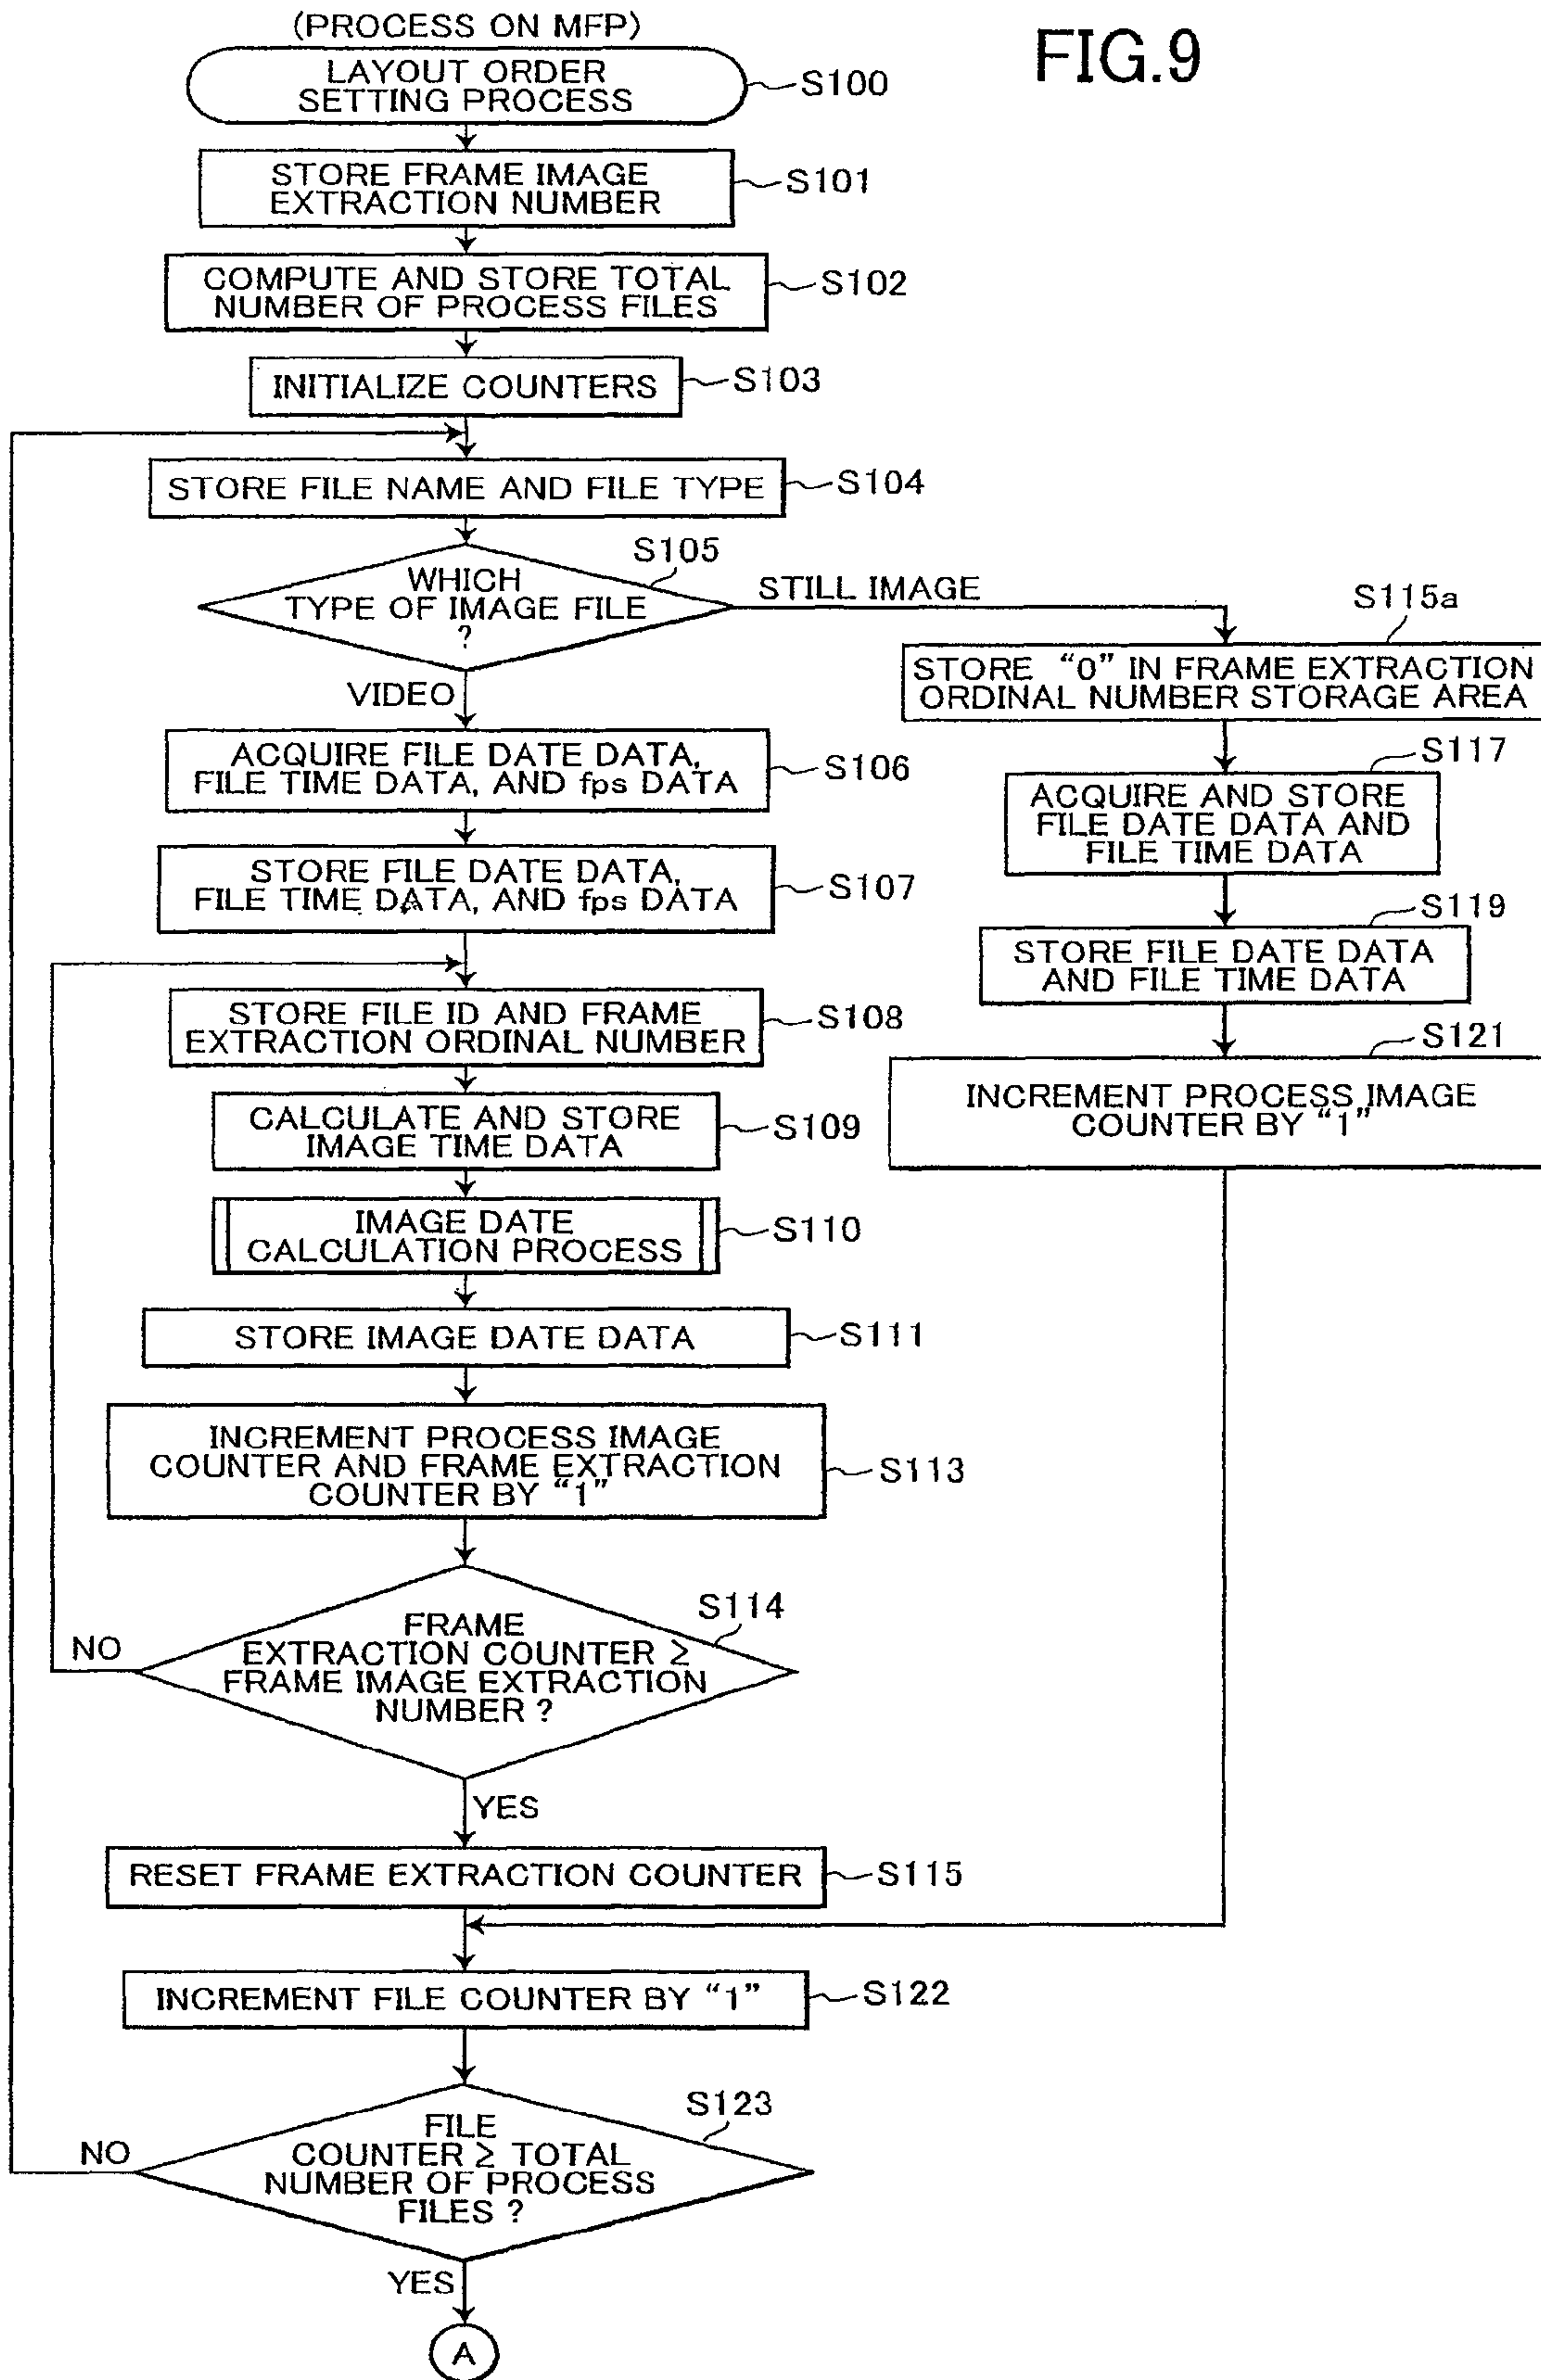 (PROCESS ON MFP)
FIG.9
LAYOUT ORDER
SETTING PROCESS
S100
STORE FRAME IMAGE
EXTRACTION NUMBER
S101
COMPUTE AND STORE TOTAL
NUMBER OF PROCESS FILES
S102
INITIALIZE COUNTERS
S103
STORE FILE NAME AND FILE TYPE
S104
S105
WHICH
TYPE OF IMAGE FILE
?
STILL IMAGE
VIDEO
ACQUIRE FILE DATE DATA,
FILE TIME DATA, AND fps DATA
S106
STORE FILE DATE DATA,
FILE TIME DATA, AND fps DATA
S107
STORE FILE ID AND FRAME
EXTRACTION ORDINAL NUMBER
S108
CALCULATE AND STORE
IMAGE TIME DATA
S109
IMAGE DATE
CALCULATION PROCESS
S110
STORE IMAGE DATE DATA
S111
INCREMENT PROCESS IMAGE
COUNTER AND FRAME EXTRACTION
COUNTER BY “1”
S113
S114
FRAME
EXTRACTION COUNTER ≥
FRAME IMAGE EXTRACTION
NUMBER ?
NO
YES
RESET FRAME EXTRACTION COUNTER
S115
S115a
STORE “0” IN FRAME EXTRACTION
ORDINAL NUMBER STORAGE AREA
S117
ACQUIRE AND STORE
FILE DATE DATA AND
FILE TIME DATA
S119
STORE FILE DATE DATA
AND FILE TIME DATA
S121
INCREMENT PROCESS IMAGE
COUNTER BY “1”
INCREMENT FILE COUNTER BY “1”
S122
S123
FILE
COUNTER ≥ TOTAL
NUMBER OF PROCESS
FILES ?
NO
YES
A